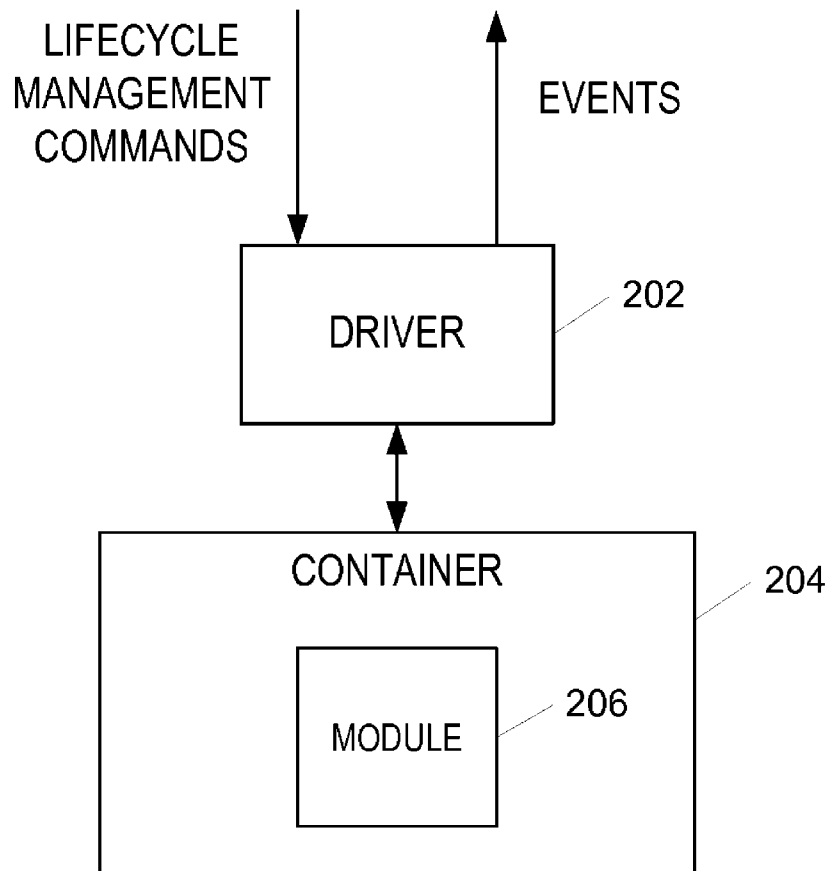 LIFECYCLE
MANAGEMENT
COMMANDS
EVENTS
202
DRIVER
CONTAINER
204
206
MODULE